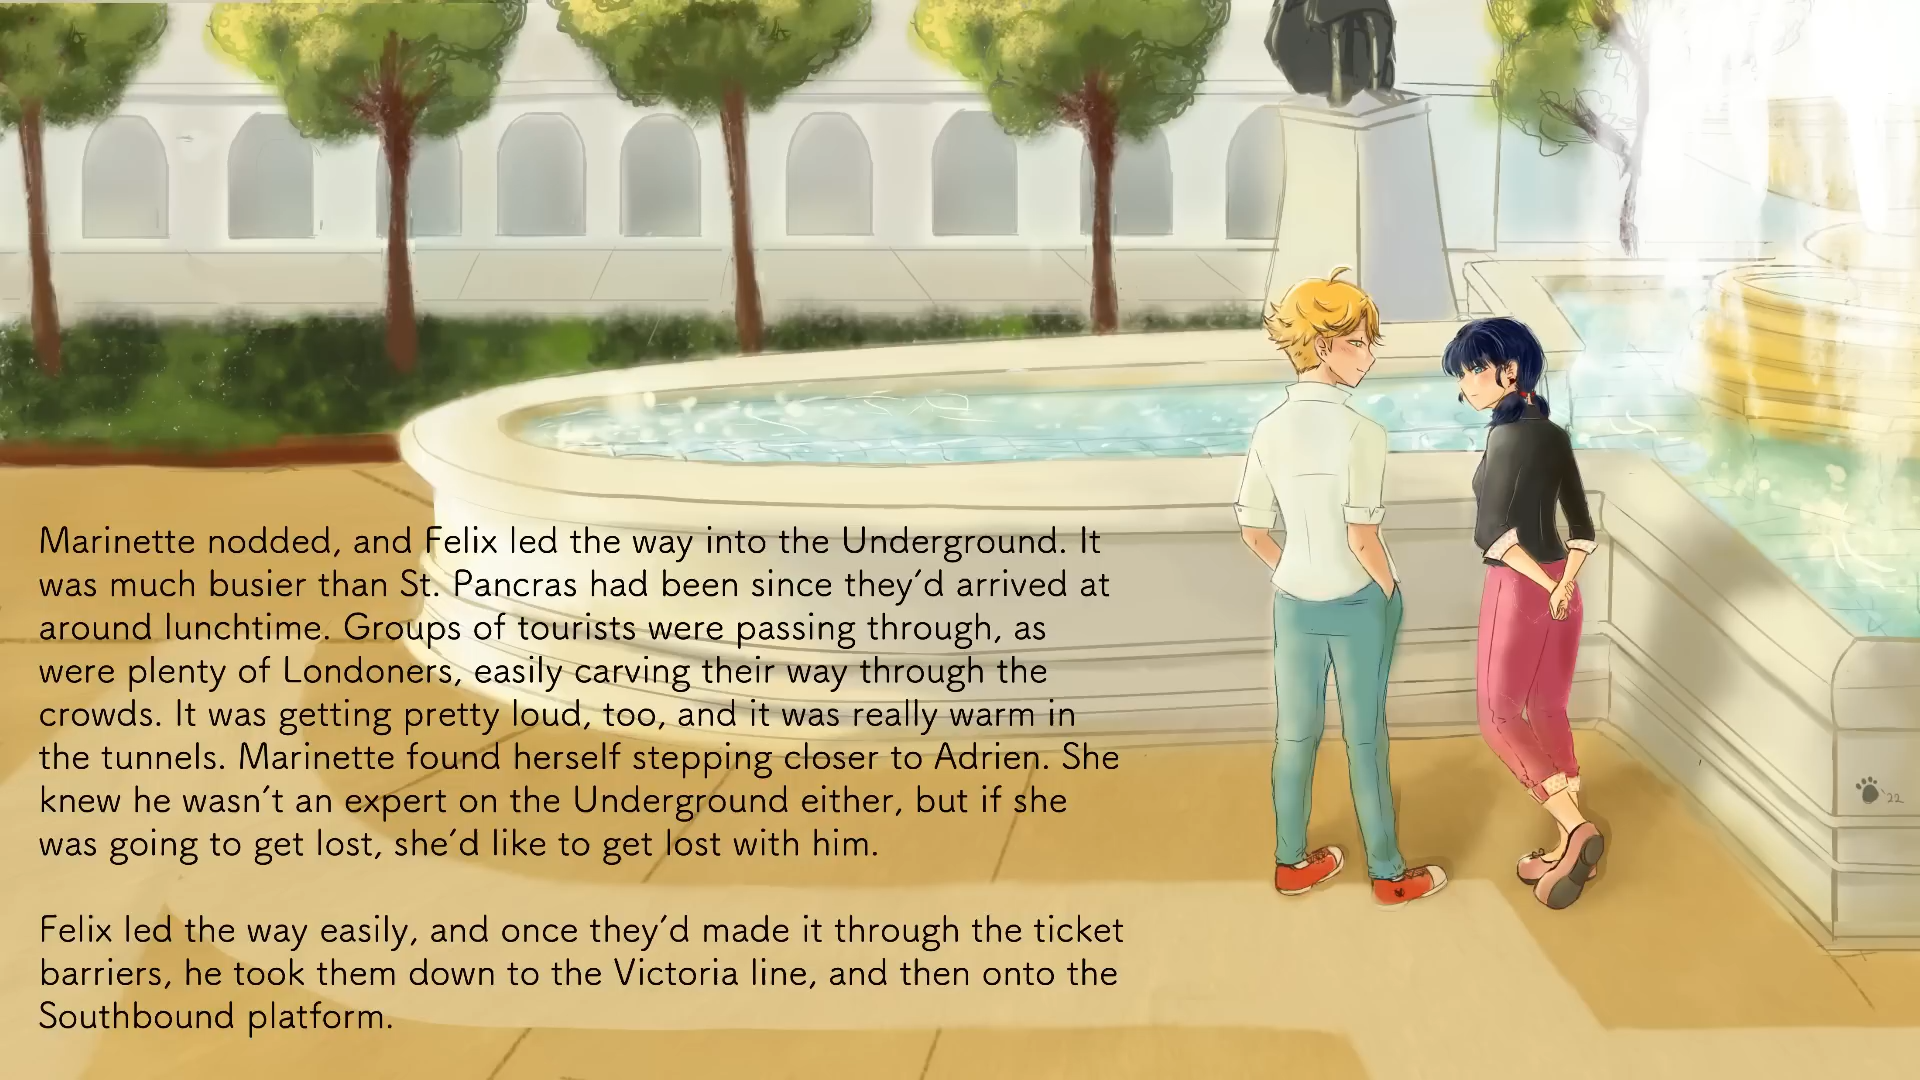 Marinette nodded, and Felix led the way into the Underground. It
was much busier than St. Pancras had been since they'd arrived at
around lunchtime. Groups of tourists were passing through, as
were plenty of Londoners, easily carving their way through the
crowds. It was getting pretty loud, too, and it was really warm in
the tunnels. Marinette found herself stepping closer to Adrien. She
knew he wasn't an expert on the Underground either, but if she
was going to get lost, she'd like to get lost with him.
Felix led the way easily, and once they'd made it through the ticket
barriers, he took them down to the Victoria line, and then onto the
Southbound platform.
'22